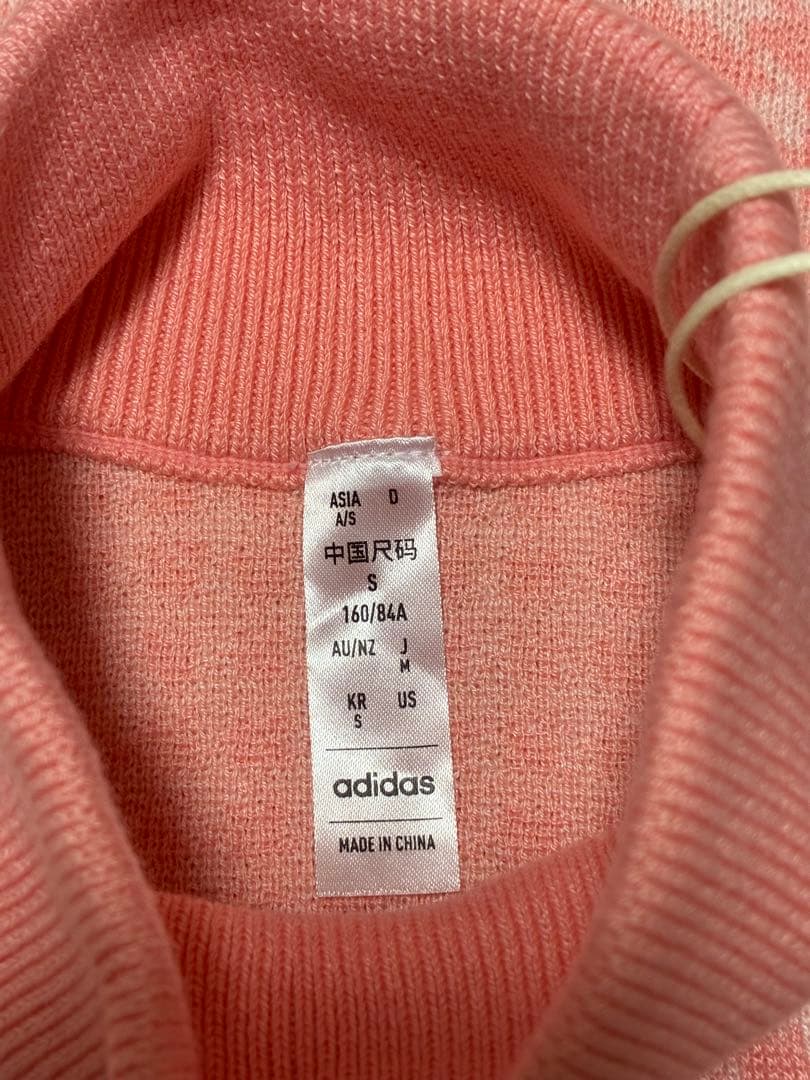 ASIA D
A/S
中国尺码
S
160/84A
AU/NZ J
M
KR US
S
adidas
MADE IN CHINA